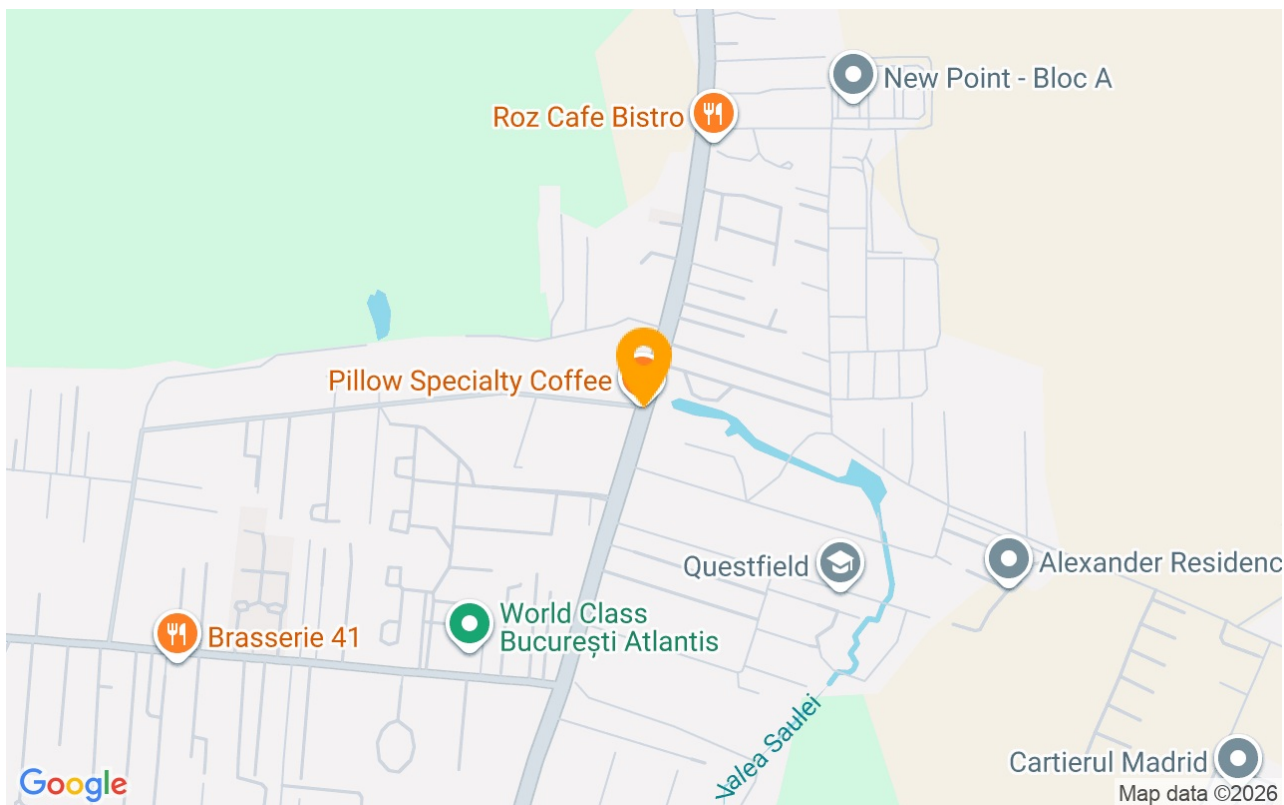 New Point - Bloc A
Roz Cafe Bistro
Pillow Specialty Coffee
Questfield
Alexander Residenc
World Class
București Atlantis
Brasserie 41
Valea Saulei
Cartierul Madrid
Google
Map data ©2026